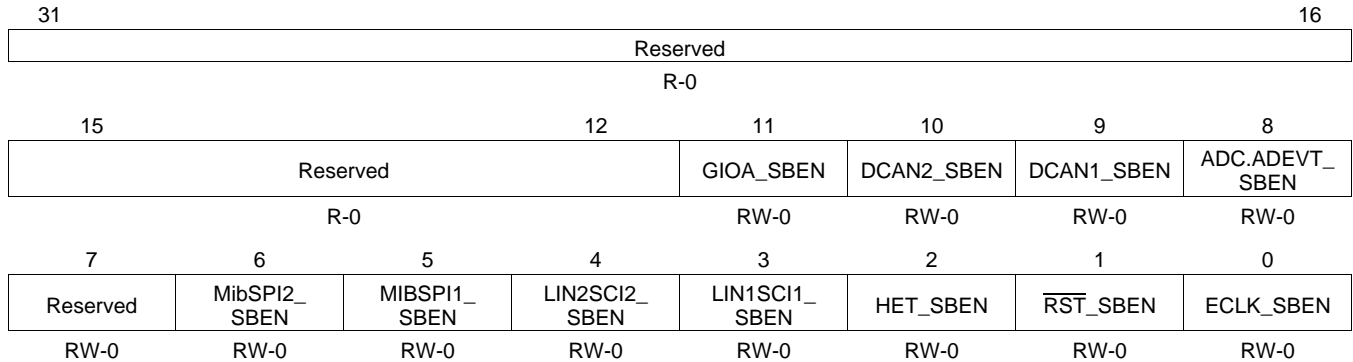 31 16
Reserved
R-0
15 12 11 10 9 8
Reserved GIOA_SBEN DCAN2_SBEN DCAN1_SBEN ADC.ADEVT_
SBEN
R-0 RW-0 RW-0 RW-0 RW-0
7 6 5 4 3 2 1 0
Reserved MibSPI2_ MIBSPI1_ LIN2SCI2_ LIN1SCI1_ HET_SBEN R̅S̅T̅_SBEN ECLK_SBEN
SBEN SBEN SBEN SBEN
RW-0 RW-0 RW-0 RW-0 RW-0 RW-0 RW-0 RW-0